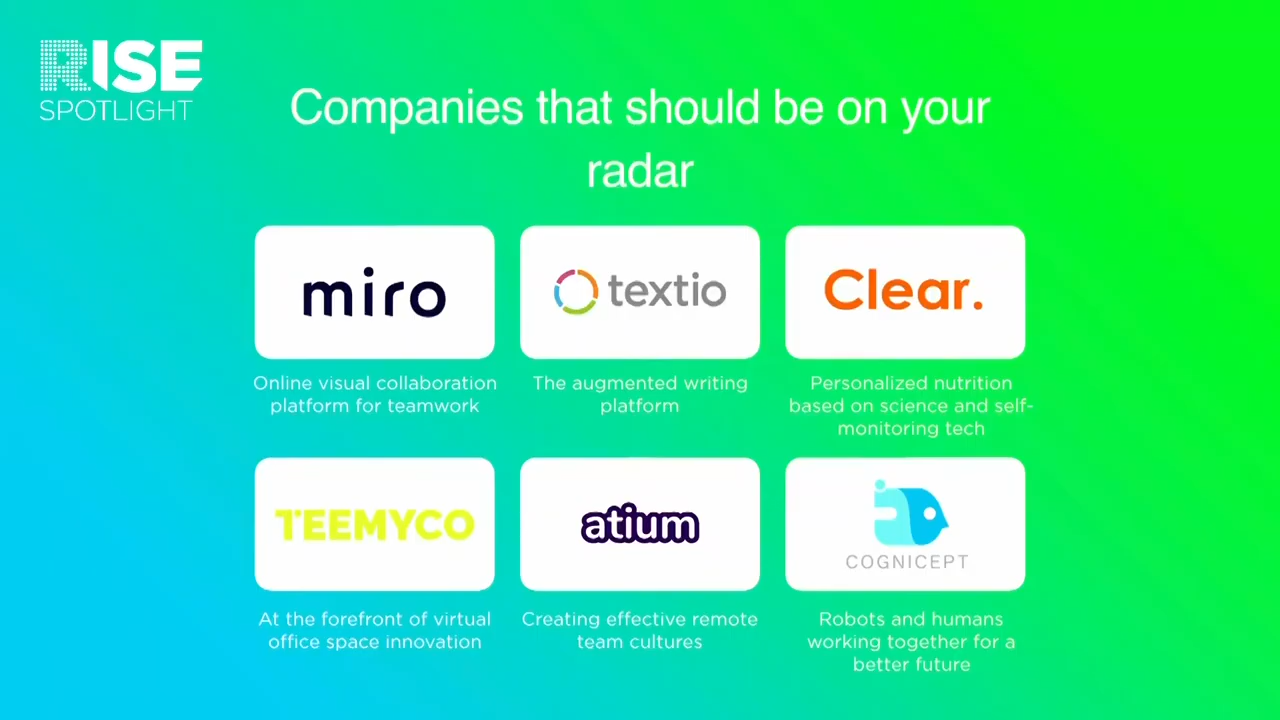 RISE
SPOTLIGHT
Companies that should be on your
radar
miro
textio
Clear.
Online visual collaboration
platform for teamwork
The augmented writing
platform
Personalized nutrition
based on science and self-
monitoring tech
TEEMYCO
atium
COGNICEPT
At the forefront of virtual
office space innovation
Creating effective remote
team cultures
Robots and humans
working together for a
better future